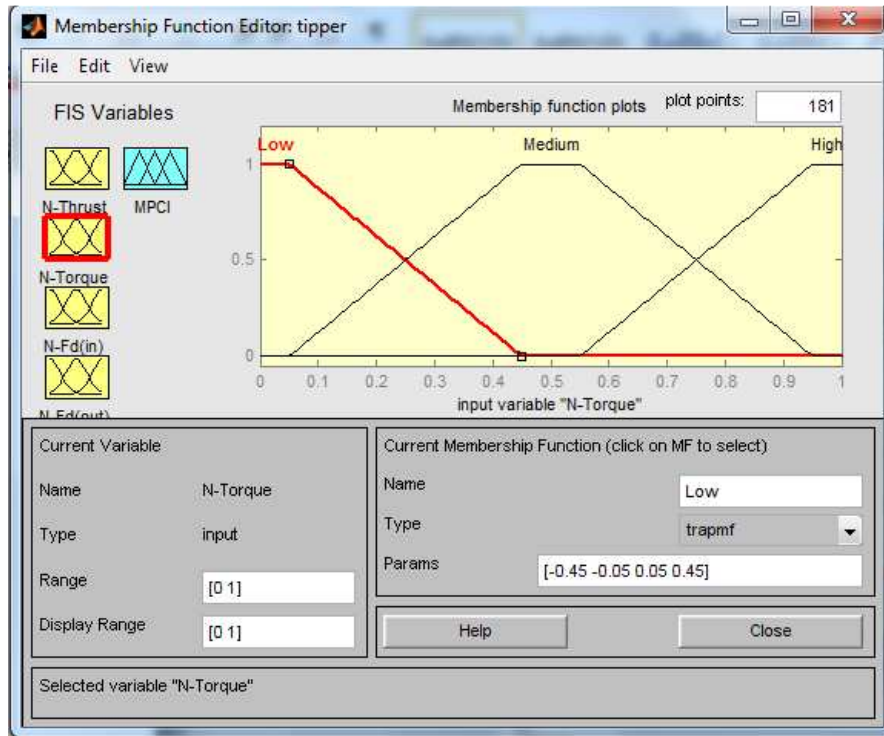 Membership Function Editor: tipper
File Edit View
FIS Variables
Membership function plots plot points: 181
Low Medium High
N-Thrust MPCI
N-Torque
N-Fd(in)
N-Fd(out)
1
0.5
0
0 0.1 0.2 0.3 0.4 0.5 0.6 0.7 0.8 0.9 1
input variable "N-Torque"
Current Variable
Name N-Torque
Type input
Range [0 1]
Display Range [0 1]
Current Membership Function (click on MF to select)
Name Low
Type trapmf
Params [-0.45 -0.05 0.05 0.45]
Help Close
Selected variable "N-Torque"